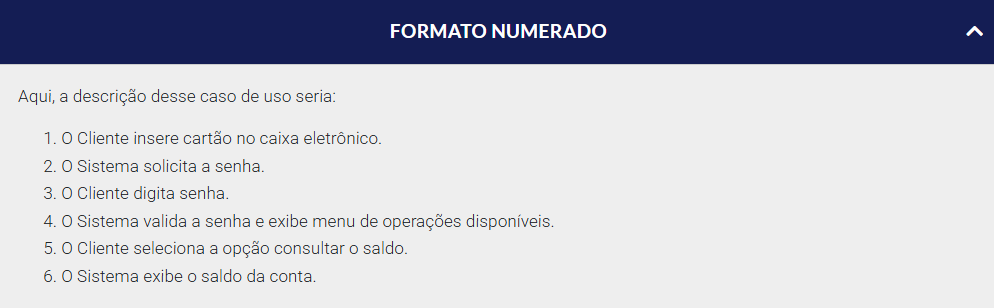 FORMATO NUMERADO
Aqui, a descrição desse caso de uso seria:
1. O Cliente insere cartão no caixa eletrônico.
2. O Sistema solicita a senha.
3. O Cliente digita senha.
4. O Sistema valida a senha e exibe menu de operações disponíveis.
5. O Cliente seleciona a opção consultar o saldo.
6. O Sistema exibe o saldo da conta.